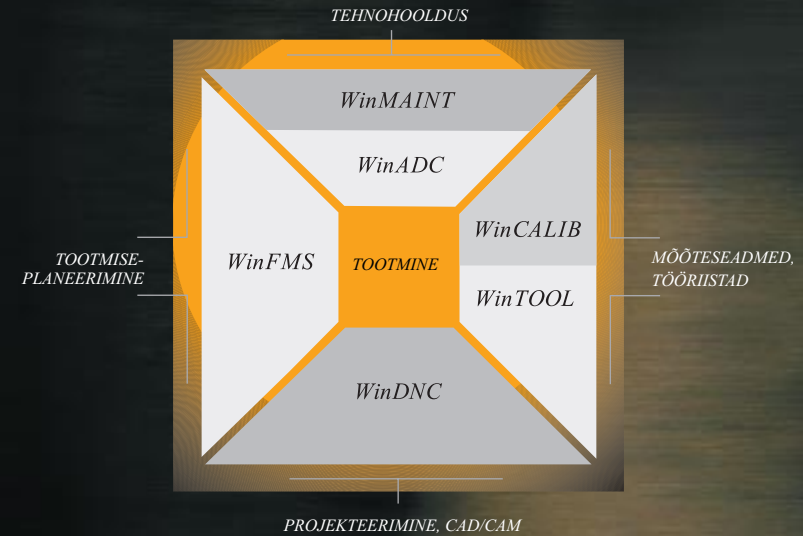 TEHNOHOOLDUS
WinMAINT
WinADC
WinCALIB
WinFMS
TOOTMINE
TOOTMISE-
PLANEERIMINE
MÕÕTESEADMED,
TÖÖRIISTAD
WinTOOL
WinDNC
PROJEKTEERIMINE, CAD/CAM